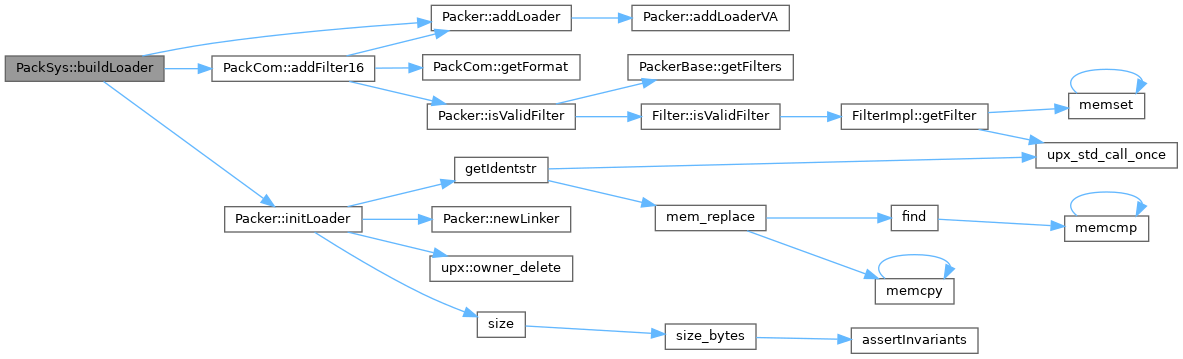 PackSys::buildLoader
Packer::addLoader
Packer::addLoaderVA
PackCom::addFilter16
PackCom::getFormat
PackerBase::getFilters
Packer::isValidFilter
Filter::isValidFilter
FilterImpl::getFilter
memset
upx_std_call_once
getIdentstr
Packer::initLoader
Packer::newLinker
mem_replace
find
memcmp
upx::owner_delete
memcpy
size
size_bytes
assertInvariants